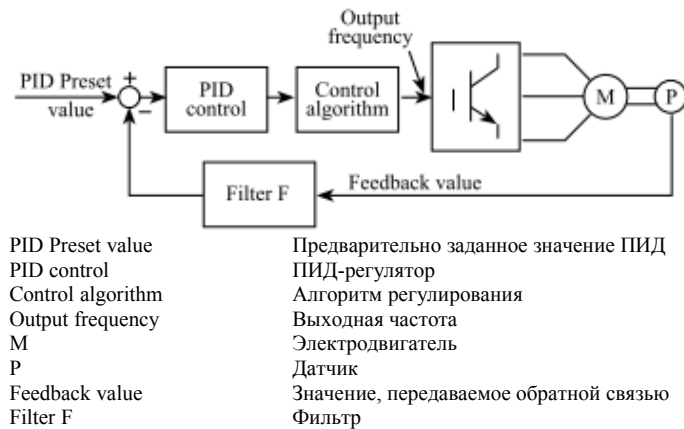 Output
frequency
PID Preset
value
+
−
PID
control
Control
algorithm
M
P
Filter F
Feedback value
PID Preset value Предварительно заданное значение ПИД
PID control ПИД-регулятор
Control algorithm Алгоритм регулирования
Output frequency Выходная частота
M Электродвигатель
P Датчик
Feedback value Значение, передаваемое обратной связью
Filter F Фильтр